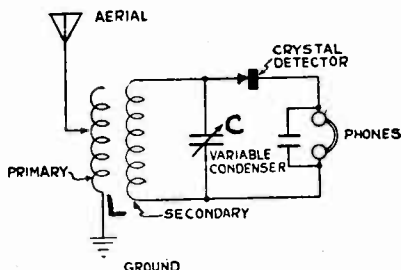 AERIAL
CRYSTAL
DETECTOR
C
VARIABLE
CONDENSER
PHONES
PRIMARY
L
SECONDARY
GROUND